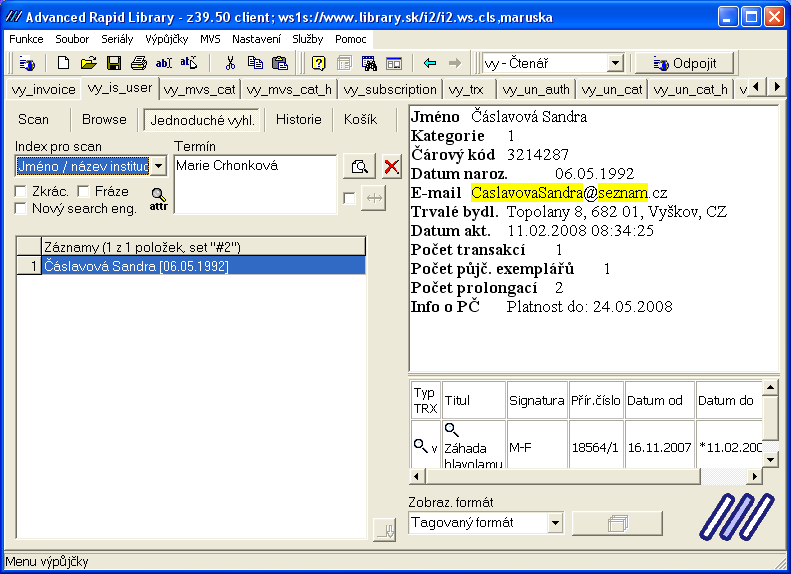 Advanced Rapid Library - z39.50 client; ws1s://www.library.sk/i2/i2.ws.cls,maruska
Funkce Soubor Seriály Výpůjčky MVS Nastavení Služby Pomoc
vy - Čtenář Odpojit
vy_invoice vy_is_user vy_mvs_cat vy_mvs_cat_h vy_subscription vy_trx vy_un_auth vy_un_cat vy_un_cat_h
Scan Browse Jednoduché vyhl. Historie Košík
Index pro scan Termín
Jméno / název instituc Marie Crhonková
Zkrác. Fráze
Nový search eng. attr
Záznamy (1 z 1 položek, set "#2")
1 Čáslavová Sandra [06.05.1992]
Jméno Čáslavová Sandra
Kategorie 1
Čárový kód 3214287
Datum naroz. 06.05.1992
E-mail CaslavovaSandra@seznam.cz
Trvalé bydl. Topolany 8, 682 01, Vyškov, CZ
Datum akt. 11.02.2008 08:34:25
Počet transakcí 1
Počet půjč. exemplářů 1
Počet prolongací 2
Info o PČ Platnost do: 24.05.2008
Typ TRX Titul Signatura Přír.číslo Datum od Datum do
v Záhada M-F 18564/1 16.11.2007 *11.02.200
hlavolamu
Zobraz. formát
Tagovaný formát
Menu výpůjčky